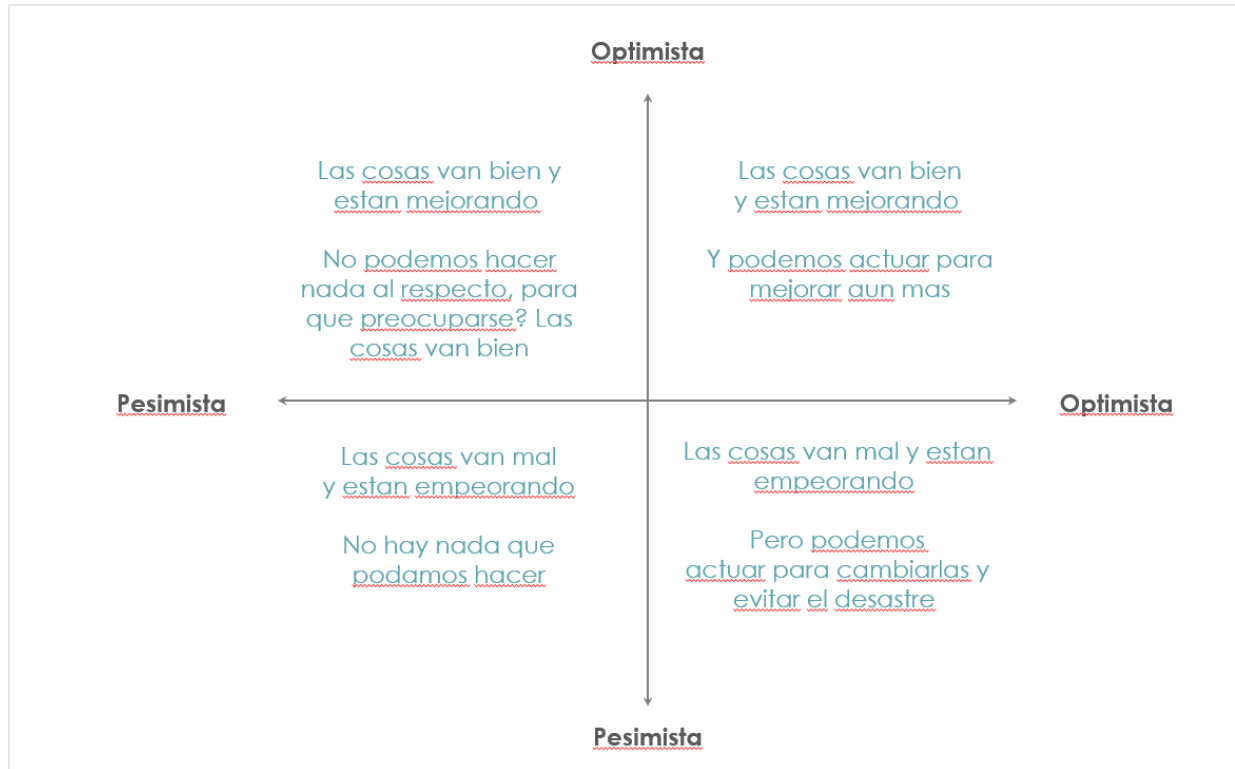 Optimista
Las cosas van bien y
estan mejorando
No podemos hacer
nada al respecto, para
que preocuparse? Las
cosas van bien
Las cosas van bien
y estan mejorando
Y podemos actuar para
mejorar aun mas
Pesimista
Optimista
Las cosas van mal
y estan empeorando
No hay nada que
podamos hacer
Las cosas van mal y estan
empeorando
Pero podemos
actuar para cambiarlas y
evitar el desastre
Pesimista